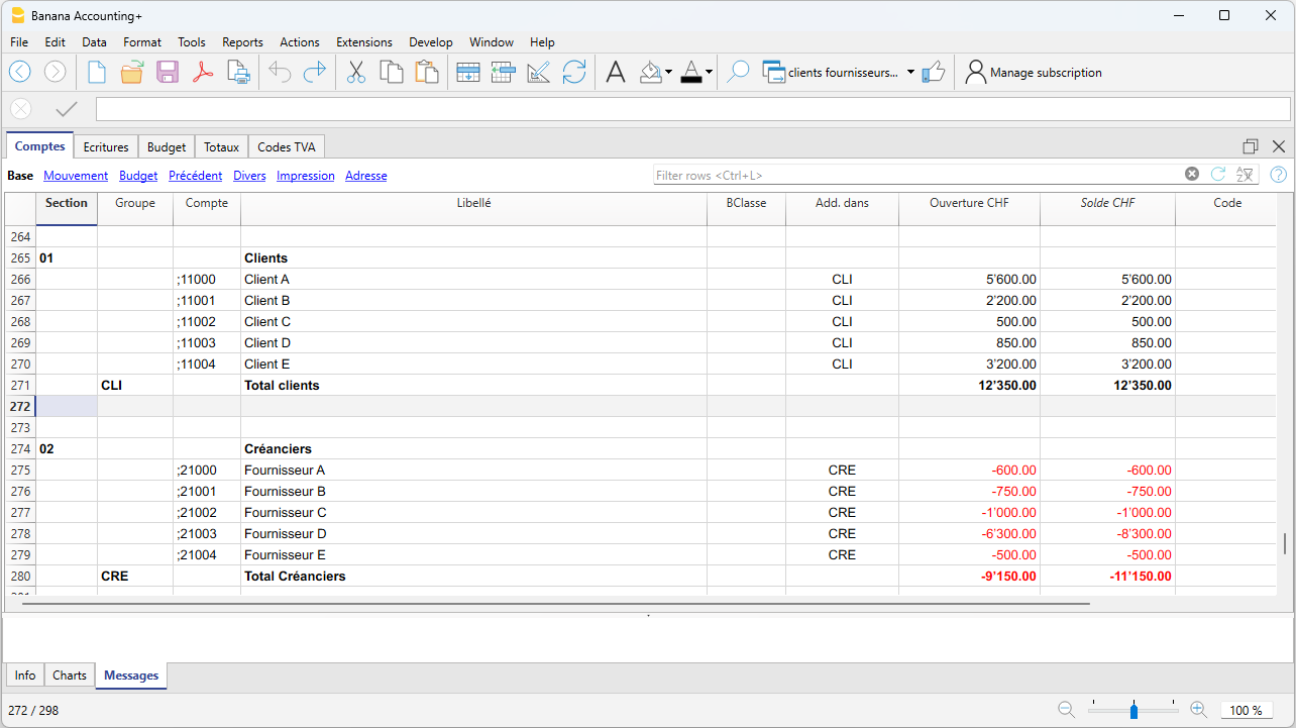 Banana Accounting+
File Edit Data Format Tools Reports Actions Extensions Develop Window Help
clients fournisseurs... Manage subscription
Comptes Ecritures Budget Totaux Codes TVA
Base Mouvement Budget Précédent Divers Impression Adresse Filter rows <Ctrl+L>
Section Groupe Compte Libellé BClasse Add. dans Ouverture CHF Solde CHF Code
264
265 01 Clients
266 ;11000 Client A CLI 5'600.00 5'600.00
267 ;11001 Client B CLI 2'200.00 2'200.00
268 ;11002 Client C CLI 500.00 500.00
269 ;11003 Client D CLI 850.00 850.00
270 ;11004 Client E CLI 3'200.00 3'200.00
271 CLI Total clients 12'350.00 12'350.00
272
273
274 02 Créanciers
275 ;21000 Fournisseur A CRE -600.00 -600.00
276 ;21001 Fournisseur B CRE -750.00 -750.00
277 ;21002 Fournisseur C CRE -1'000.00 -1'000.00
278 ;21003 Fournisseur D CRE -6'300.00 -8'300.00
279 ;21004 Fournisseur E CRE -500.00 -500.00
280 CRE Total Créanciers -9'150.00 -11'150.00
Info Charts Messages
272 / 298 100 %